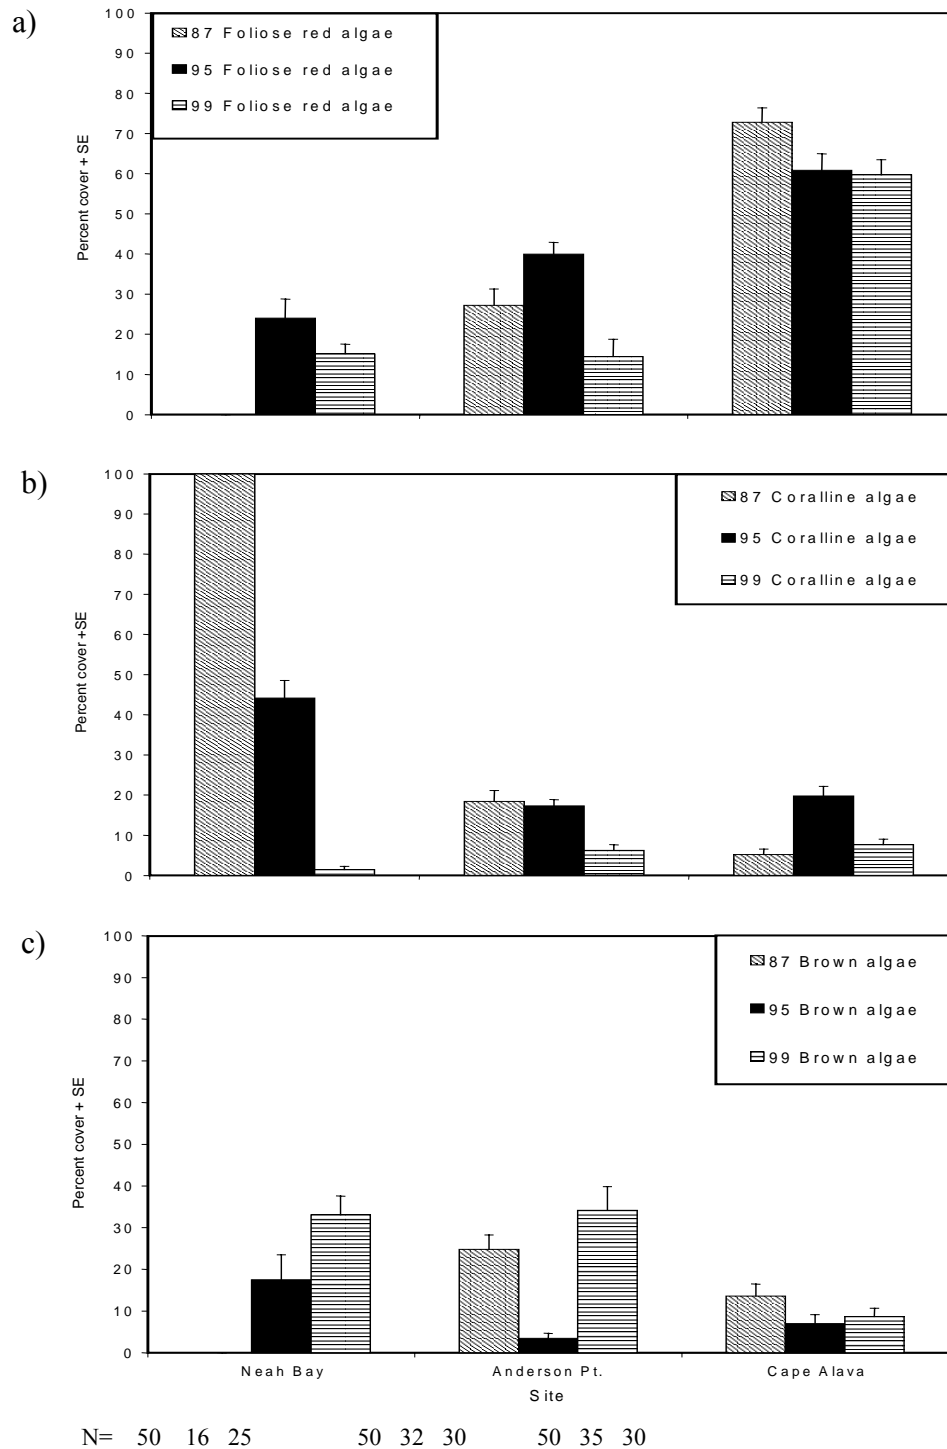 a)
100
90
80
70
60
50
40
30
20
10
0
Percent cover + SE
87 Foliose red algae
95 Foliose red algae
99 Foliose red algae
b)
100
90
80
70
60
50
40
30
20
10
0
Percent cover +SE
87 Coralline algae
95 Coralline algae
99 Coralline algae
c)
100
90
80
70
60
50
40
30
20
10
0
Percent cover + SE
87 Brown algae
95 Brown algae
99 Brown algae
Neah Bay Anderson Pt. Cape Alava
Site
N= 50 16 25 50 32 30 50 35 30